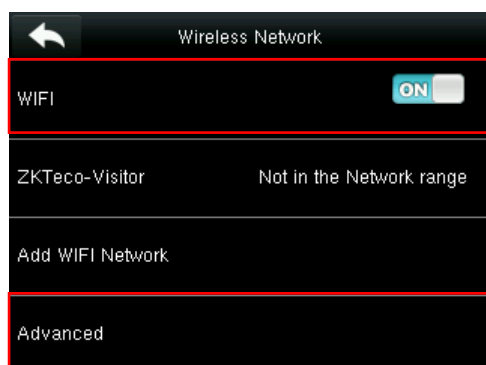 Wireless Network
WIFI ON
ZKTeco-Visitor Not in the Network range
Add WIFI Network
Advanced